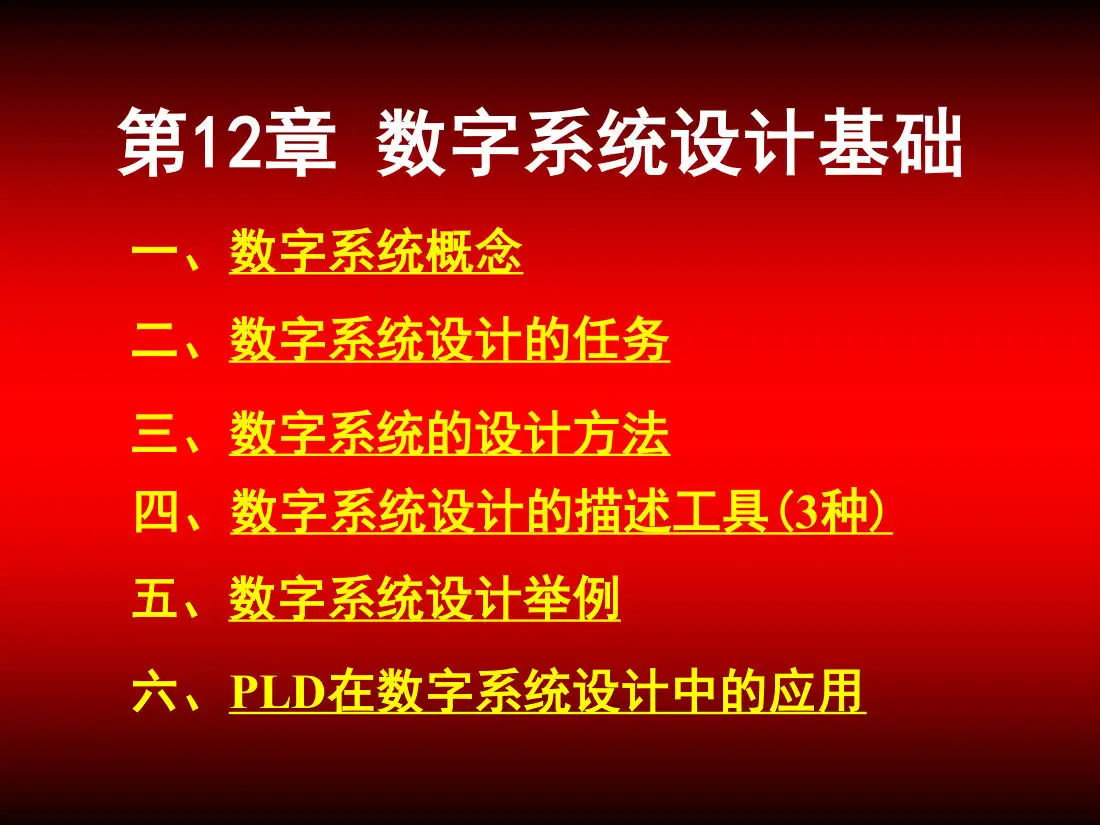 第12章 数字系统设计基础
一、数字系统概念
二、数字系统设计的任务
三、数字系统的设计方法
四、数字系统设计的描述工具(3种)
五、数字系统设计举例
六、PLD在数字系统设计中的应用